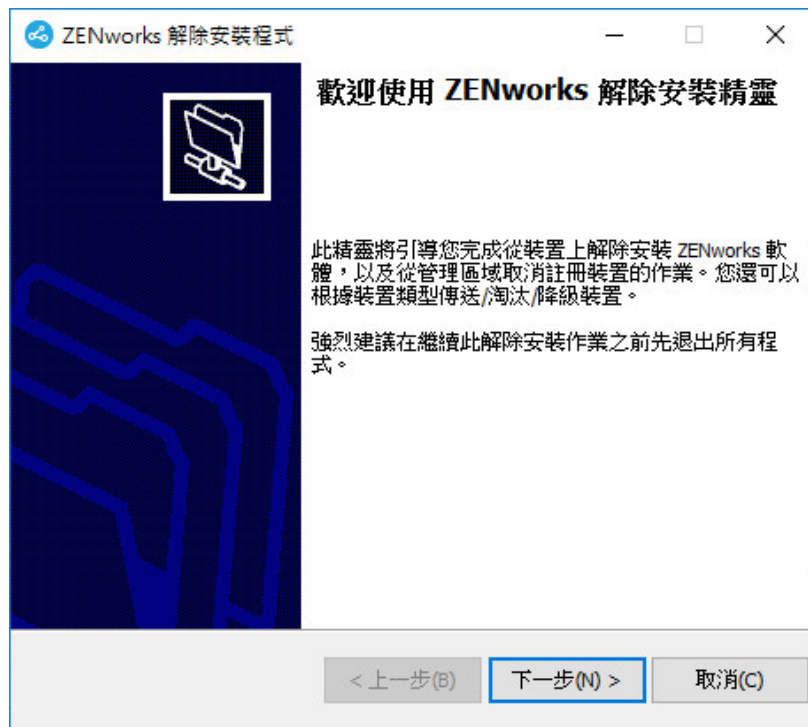 ZENworks 解除安裝程式
歡迎使用 ZENworks 解除安裝精靈
此精靈將引導您完成從裝置上解除安裝 ZENworks 軟
體，以及從管理區域取消註冊裝置的作業。您還可以
根據裝置類型傳送/淘汰/降級裝置。
強烈建議在繼續此解除安裝作業之前先退出所有程
式。
< 上一步(B)
下一步(N) >
取消(C)